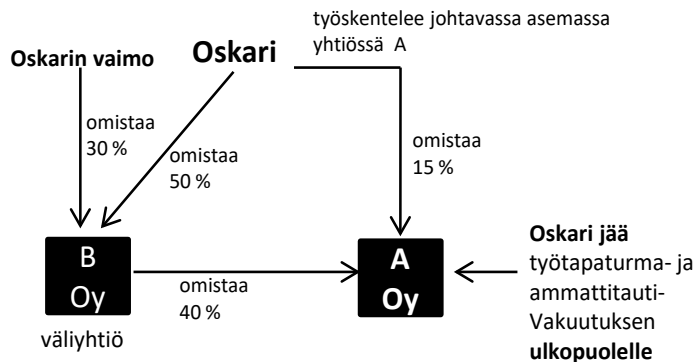 työskentelee johtavassa asemassa
yhtiössä A
Oskarin vaimo
Oskari
omistaa
30 %
omistaa
50 %
omistaa
15 %
B
Oy
väliyhtiö
omistaa
40 %
A
Oy
Oskari jää
työtapaturma- ja
ammattitauti-
Vakuutuksen
ulkopuolelle